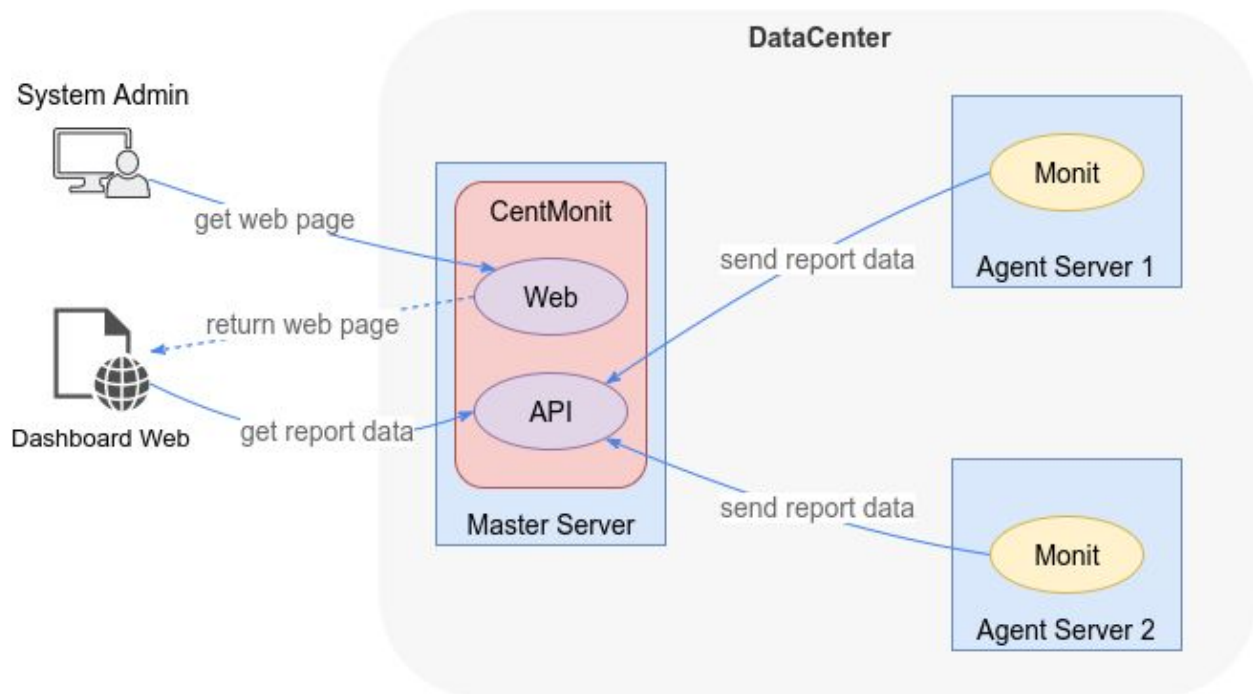 DataCenter
System Admin
get web page
CentMonit
Web
return web page
API
Dashboard Web
get report data
Master Server
send report data
Monit
Agent Server 1
send report data
Monit
Agent Server 2